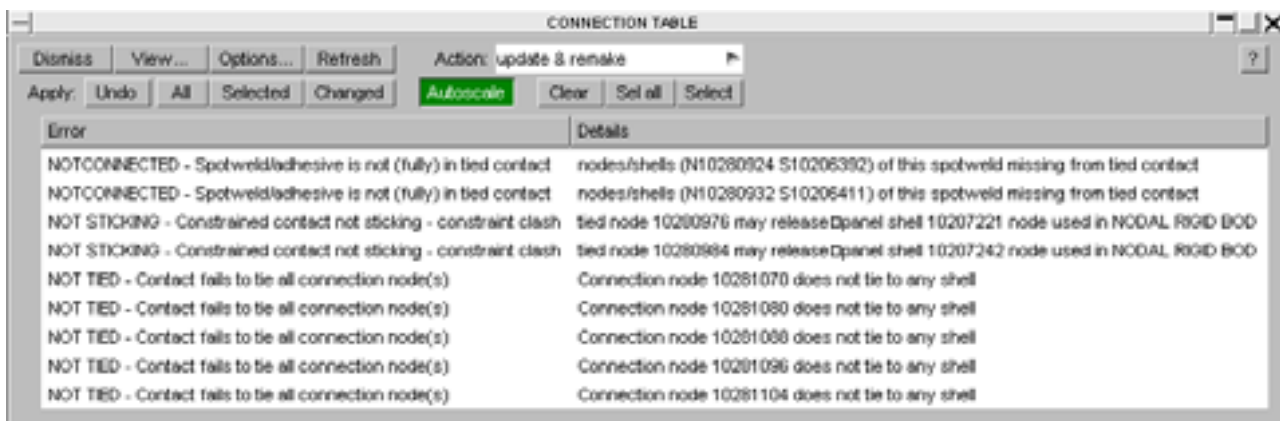 CONNECTION TABLE
Dismiss View... Options... Refresh Action: update & remake ?
Apply: Undo All Selected Changed Autoscale Clear Sel all Select
Error Details
NOTCONNECTED - Spotweld/adhesive is not (fully) in tied contact nodes/shells (N10280924 S10206392) of this spotweld missing from tied contact
NOTCONNECTED - Spotweld/adhesive is not (fully) in tied contact nodes/shells (N10280932 S10206411) of this spotweld missing from tied contact
NOT STICKING - Constrained contact not sticking - constraint clash tied node 10280976 may release□panel shell 10207221 node used in NODAL RIGID BOD
NOT STICKING - Constrained contact not sticking - constraint clash tied node 10280984 may release□panel shell 10207242 node used in NODAL RIGID BOD
NOT TIED - Contact fails to tie all connection node(s) Connection node 10281070 does not tie to any shell
NOT TIED - Contact fails to tie all connection node(s) Connection node 10281080 does not tie to any shell
NOT TIED - Contact fails to tie all connection node(s) Connection node 10281088 does not tie to any shell
NOT TIED - Contact fails to tie all connection node(s) Connection node 10281096 does not tie to any shell
NOT TIED - Contact fails to tie all connection node(s) Connection node 10281104 does not tie to any shell